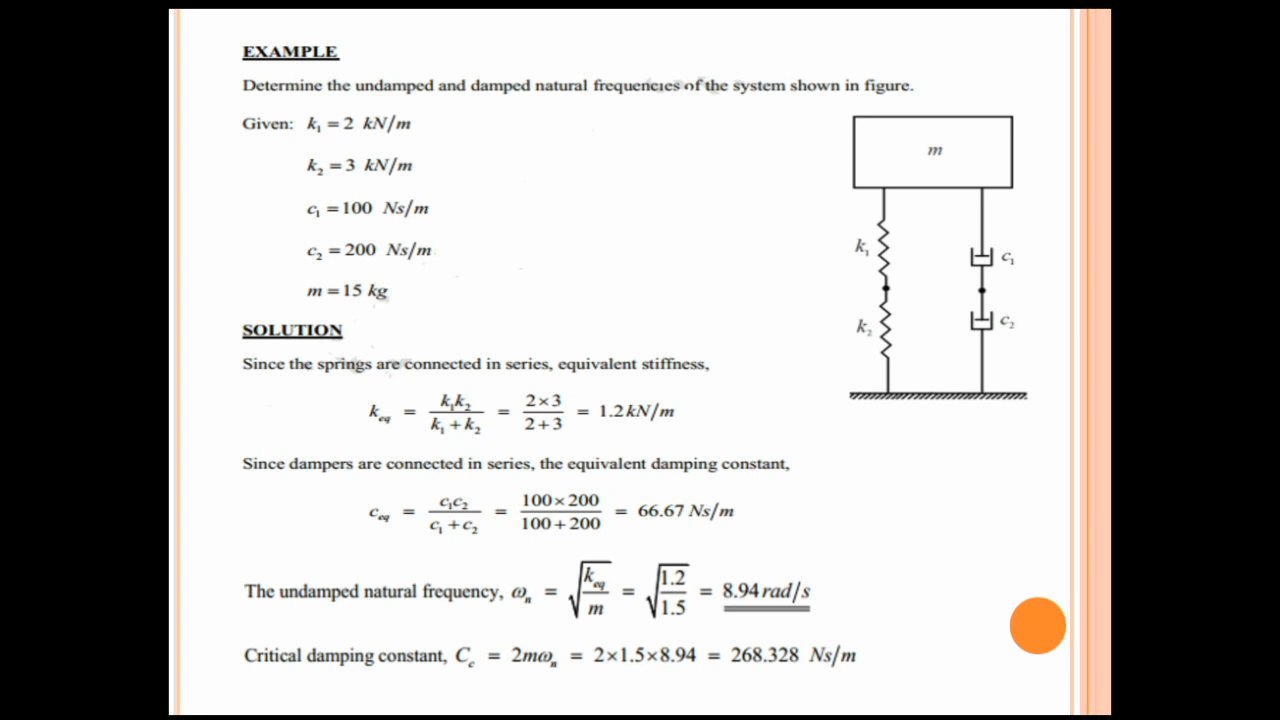 EXAMPLE
Determine the undamped and damped natural frequencies of the system shown in figure.
Given: k₁ = 2 kN/m
k₂ = 3 kN/m
c₁ = 100 Ns/m
c₂ = 200 Ns/m
m = 15 kg
m
k₁
c₁
k₂
c₂
SOLUTION
Since the springs are connected in series, equivalent stiffness,
k_eq = k₁k₂ / (k₁ + k₂) = (2 × 3) / (2 + 3) = 1.2 kN/m
Since dampers are connected in series, the equivalent damping constant,
c_eq = c₁c₂ / (c₁ + c₂) = (100 × 200) / (100 + 200) = 66.67 Ns/m
The undamped natural frequency, ωₙ = √(k_eq / m) = √(1.2 / 1.5) = 8.94 rad/s
Critical damping constant, C_c = 2mωₙ = 2×1.5×8.94 = 268.328 Ns/m